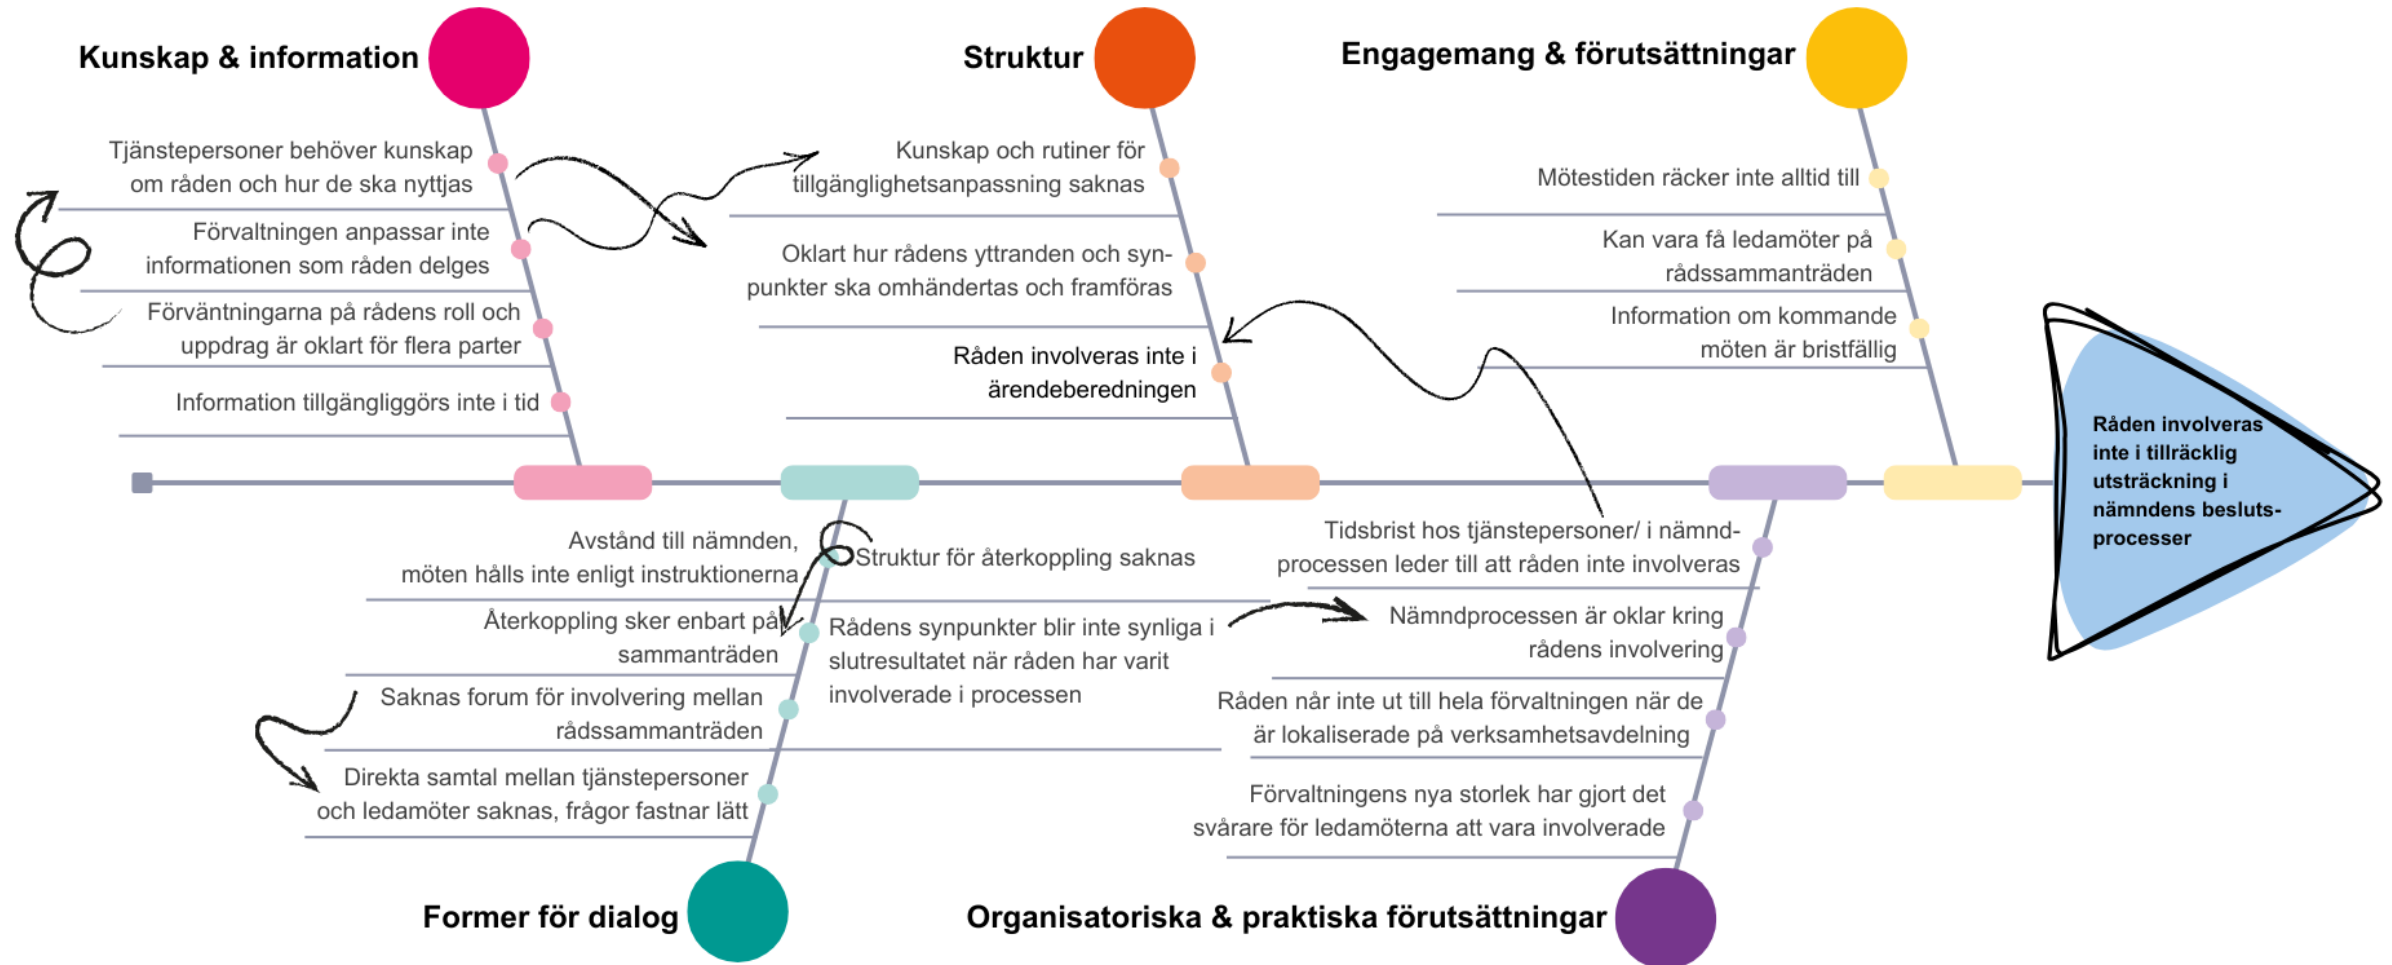 Kunskap & information
Tjänstepersoner behöver kunskap
om råden och hur de ska nyttjas
Förvaltningen anpassar inte
informationen som råden delges
Förväntningarna på rådens roll och
uppdrag är oklart för flera parter
Information tillgängliggörs inte i tid
Struktur
Kunskap och rutiner för
tillgänglighetsanpassning saknas
Oklart hur rådens yttranden och syn-
punkter ska omhändertas och framföras
Råden involveras inte i
ärendeberedningen
Engagemang & förutsättningar
Mötestiden räcker inte alltid till
Kan vara få ledamöter på
rådssammanträden
Information om kommande
möten är bristfällig
Råden involveras
inte i tillräcklig
utsträckning i
nämndens besluts-
processer
Avstånd till nämnden,
möten hålls inte enligt instruktionerna
Återkoppling sker enbart på
sammanträden
Saknas forum för involvering mellan
rådssammanträden
Direkta samtal mellan tjänstepersoner
och ledamöter saknas, frågor fastnar lätt
Struktur för återkoppling saknas
Rådens synpunkter blir inte synliga i
slutresultatet när råden har varit
involverade i processen
Former för dialog
Tidsbrist hos tjänstepersoner/ i nämnd-
processen leder till att råden inte involveras
Nämndprocessen är oklar kring
rådens involvering
Råden når inte ut till hela förvaltningen när de
är lokaliserade på verksamhetsavdelning
Förvaltningens nya storlek har gjort det
svårare för ledamöterna att vara involverade
Organisatoriska & praktiska förutsättningar